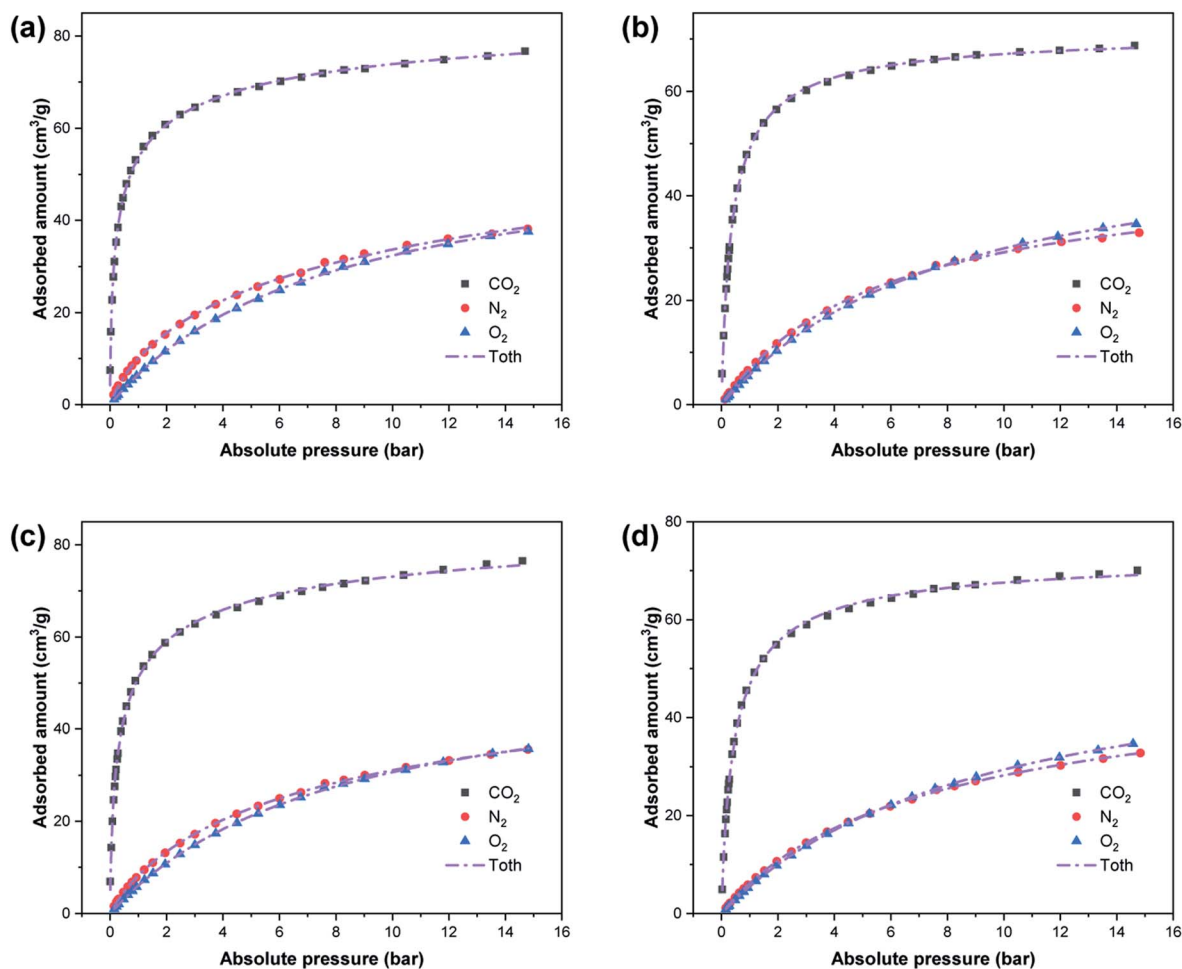 (a)
80
60
40
20
0
Adsorbed amount (cm³/g)
CO₂
N₂
O₂
Toth
0 2 4 6 8 10 12 14 16
Absolute pressure (bar)
(b)
60
40
20
0
Adsorbed amount (cm³/g)
CO₂
N₂
O₂
Toth
0 2 4 6 8 10 12 14 16
Absolute pressure (bar)
(c)
80
60
40
20
0
Adsorbed amount (cm³/g)
CO₂
N₂
O₂
Toth
0 2 4 6 8 10 12 14 16
Absolute pressure (bar)
(d)
80
60
40
20
0
Adsorbed amount (cm³/g)
CO₂
N₂
O₂
Toth
0 2 4 6 8 10 12 14 16
Absolute pressure (bar)